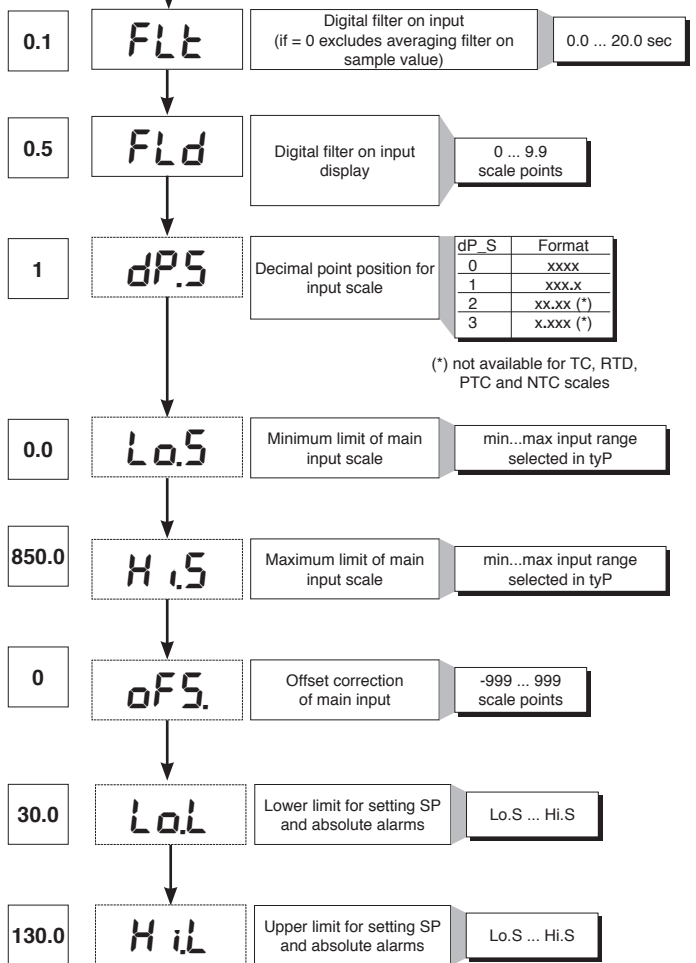 0.1
FLt
Digital filter on input
(if = 0 excludes averaging filter on
sample value)
0.0 ... 20.0 sec
0.5
FLd
Digital filter on input
display
0 ... 9.9
scale points
1
dP.S
Decimal point position for
input scale
dP_S Format
0 xxxx
1 xxx.x
2 xx.xx (*)
3 x.xxx (*)
(*) not available for TC, RTD,
PTC and NTC scales
0.0
Lo.S
Minimum limit of main
input scale
min...max input range
selected in tyP
850.0
Hi.S
Maximum limit of main
input scale
min...max input range
selected in tyP
0
oFS.
Offset correction
of main input
-999 ... 999
scale points
30.0
Lo.L
Lower limit for setting SP
and absolute alarms
Lo.S ... Hi.S
130.0
Hi.L
Upper limit for setting SP
and absolute alarms
Lo.S ... Hi.S